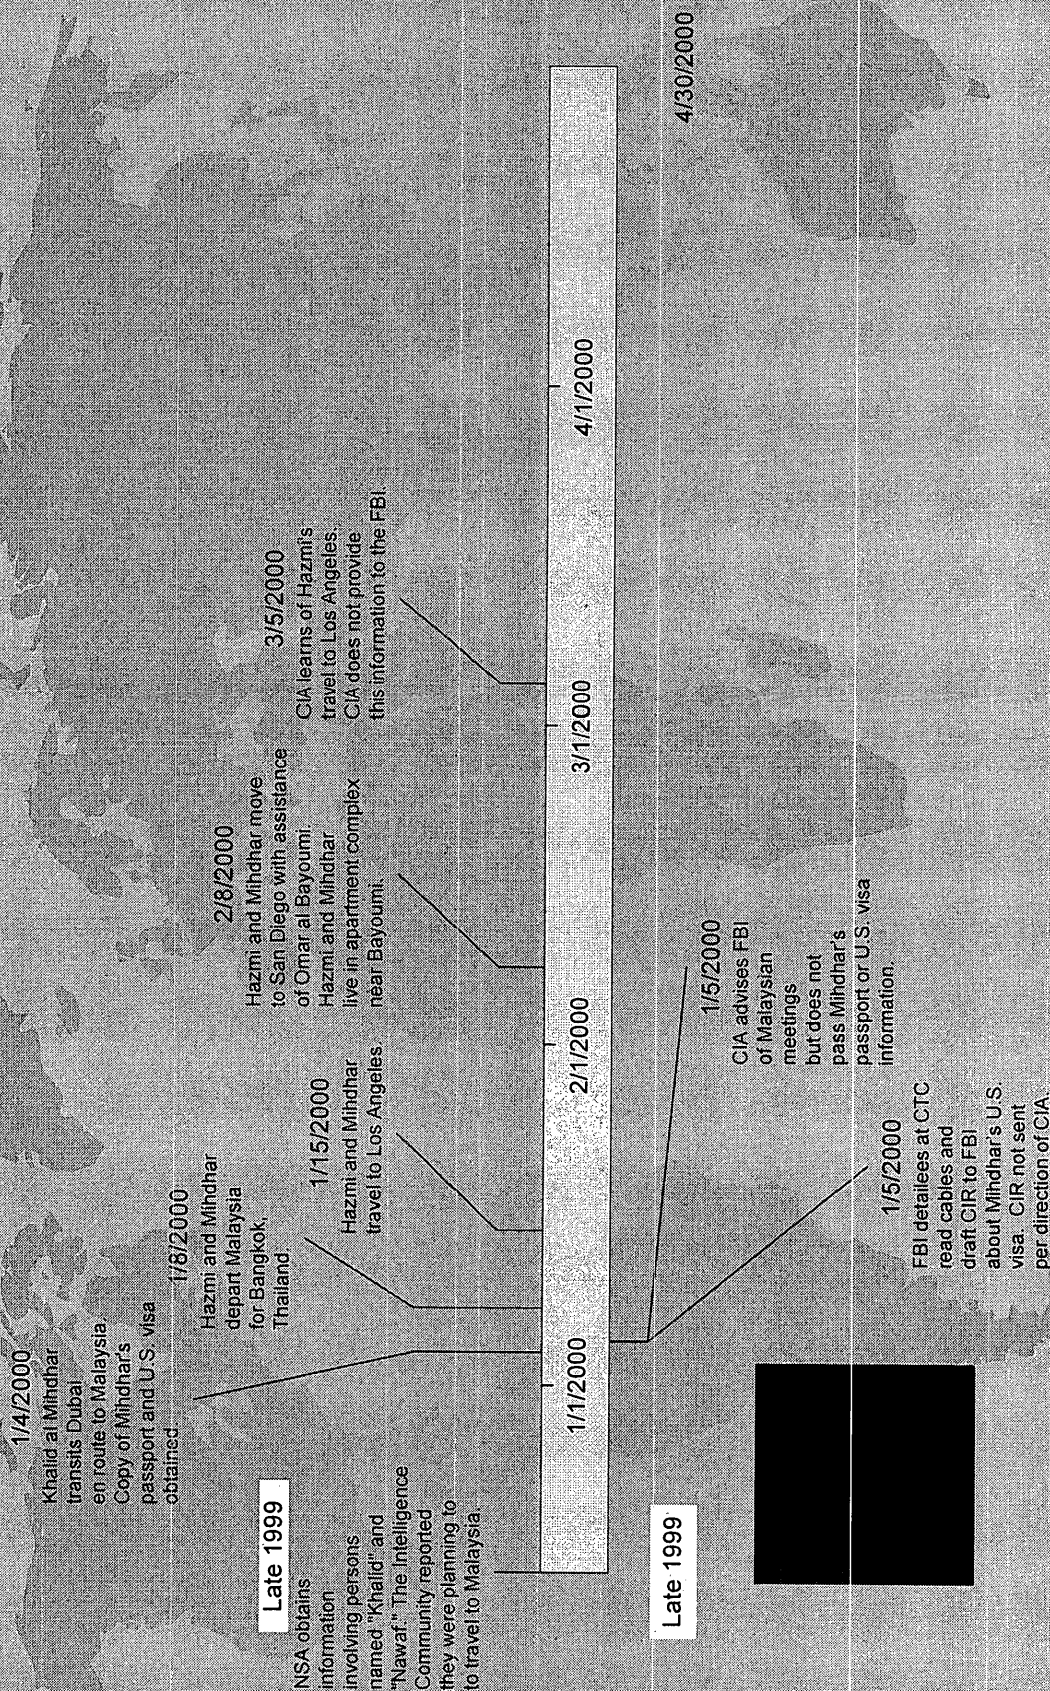 Late 1999
NSA obtains
information
involving persons
named "Khalid" and
"Nawaf." The Intelligence
Community reported
they were planning to
to travel to Malaysia.
1/4/2000
Khalid al Mihdhar
transits Dubai
en route to Malaysia.
Copy of Mihdhar's
passport and U.S. visa
obtained
1/8/2000
Hazmi and Mihdhar
depart Malaysia
for Bangkok,
Thailand
1/15/2000
Hazmi and Mihdhar
travel to Los Angeles.
2/8/2000
Hazmi and Mihdhar move
to San Diego with assistance
of Omar al Bayoumi.
Hazmi and Mihdhar
live in apartment complex
near Bayoumi.
3/5/2000
CIA learns of Hazmi's
travel to Los Angeles.
CIA does not provide
this information to the FBI.
1/1/2000
2/1/2000
3/1/2000
4/1/2000
4/30/2000
Late 1999
1/5/2000
FBI detailees at CTC
read cables and
draft CIR to FBI
about Mihdhar's U.S.
visa. CIR not sent
per direction of CIA.
1/5/2000
CIA advises FBI
of Malaysian
meetings
but does not
pass Mihdhar's
passport or U.S. visa
information.